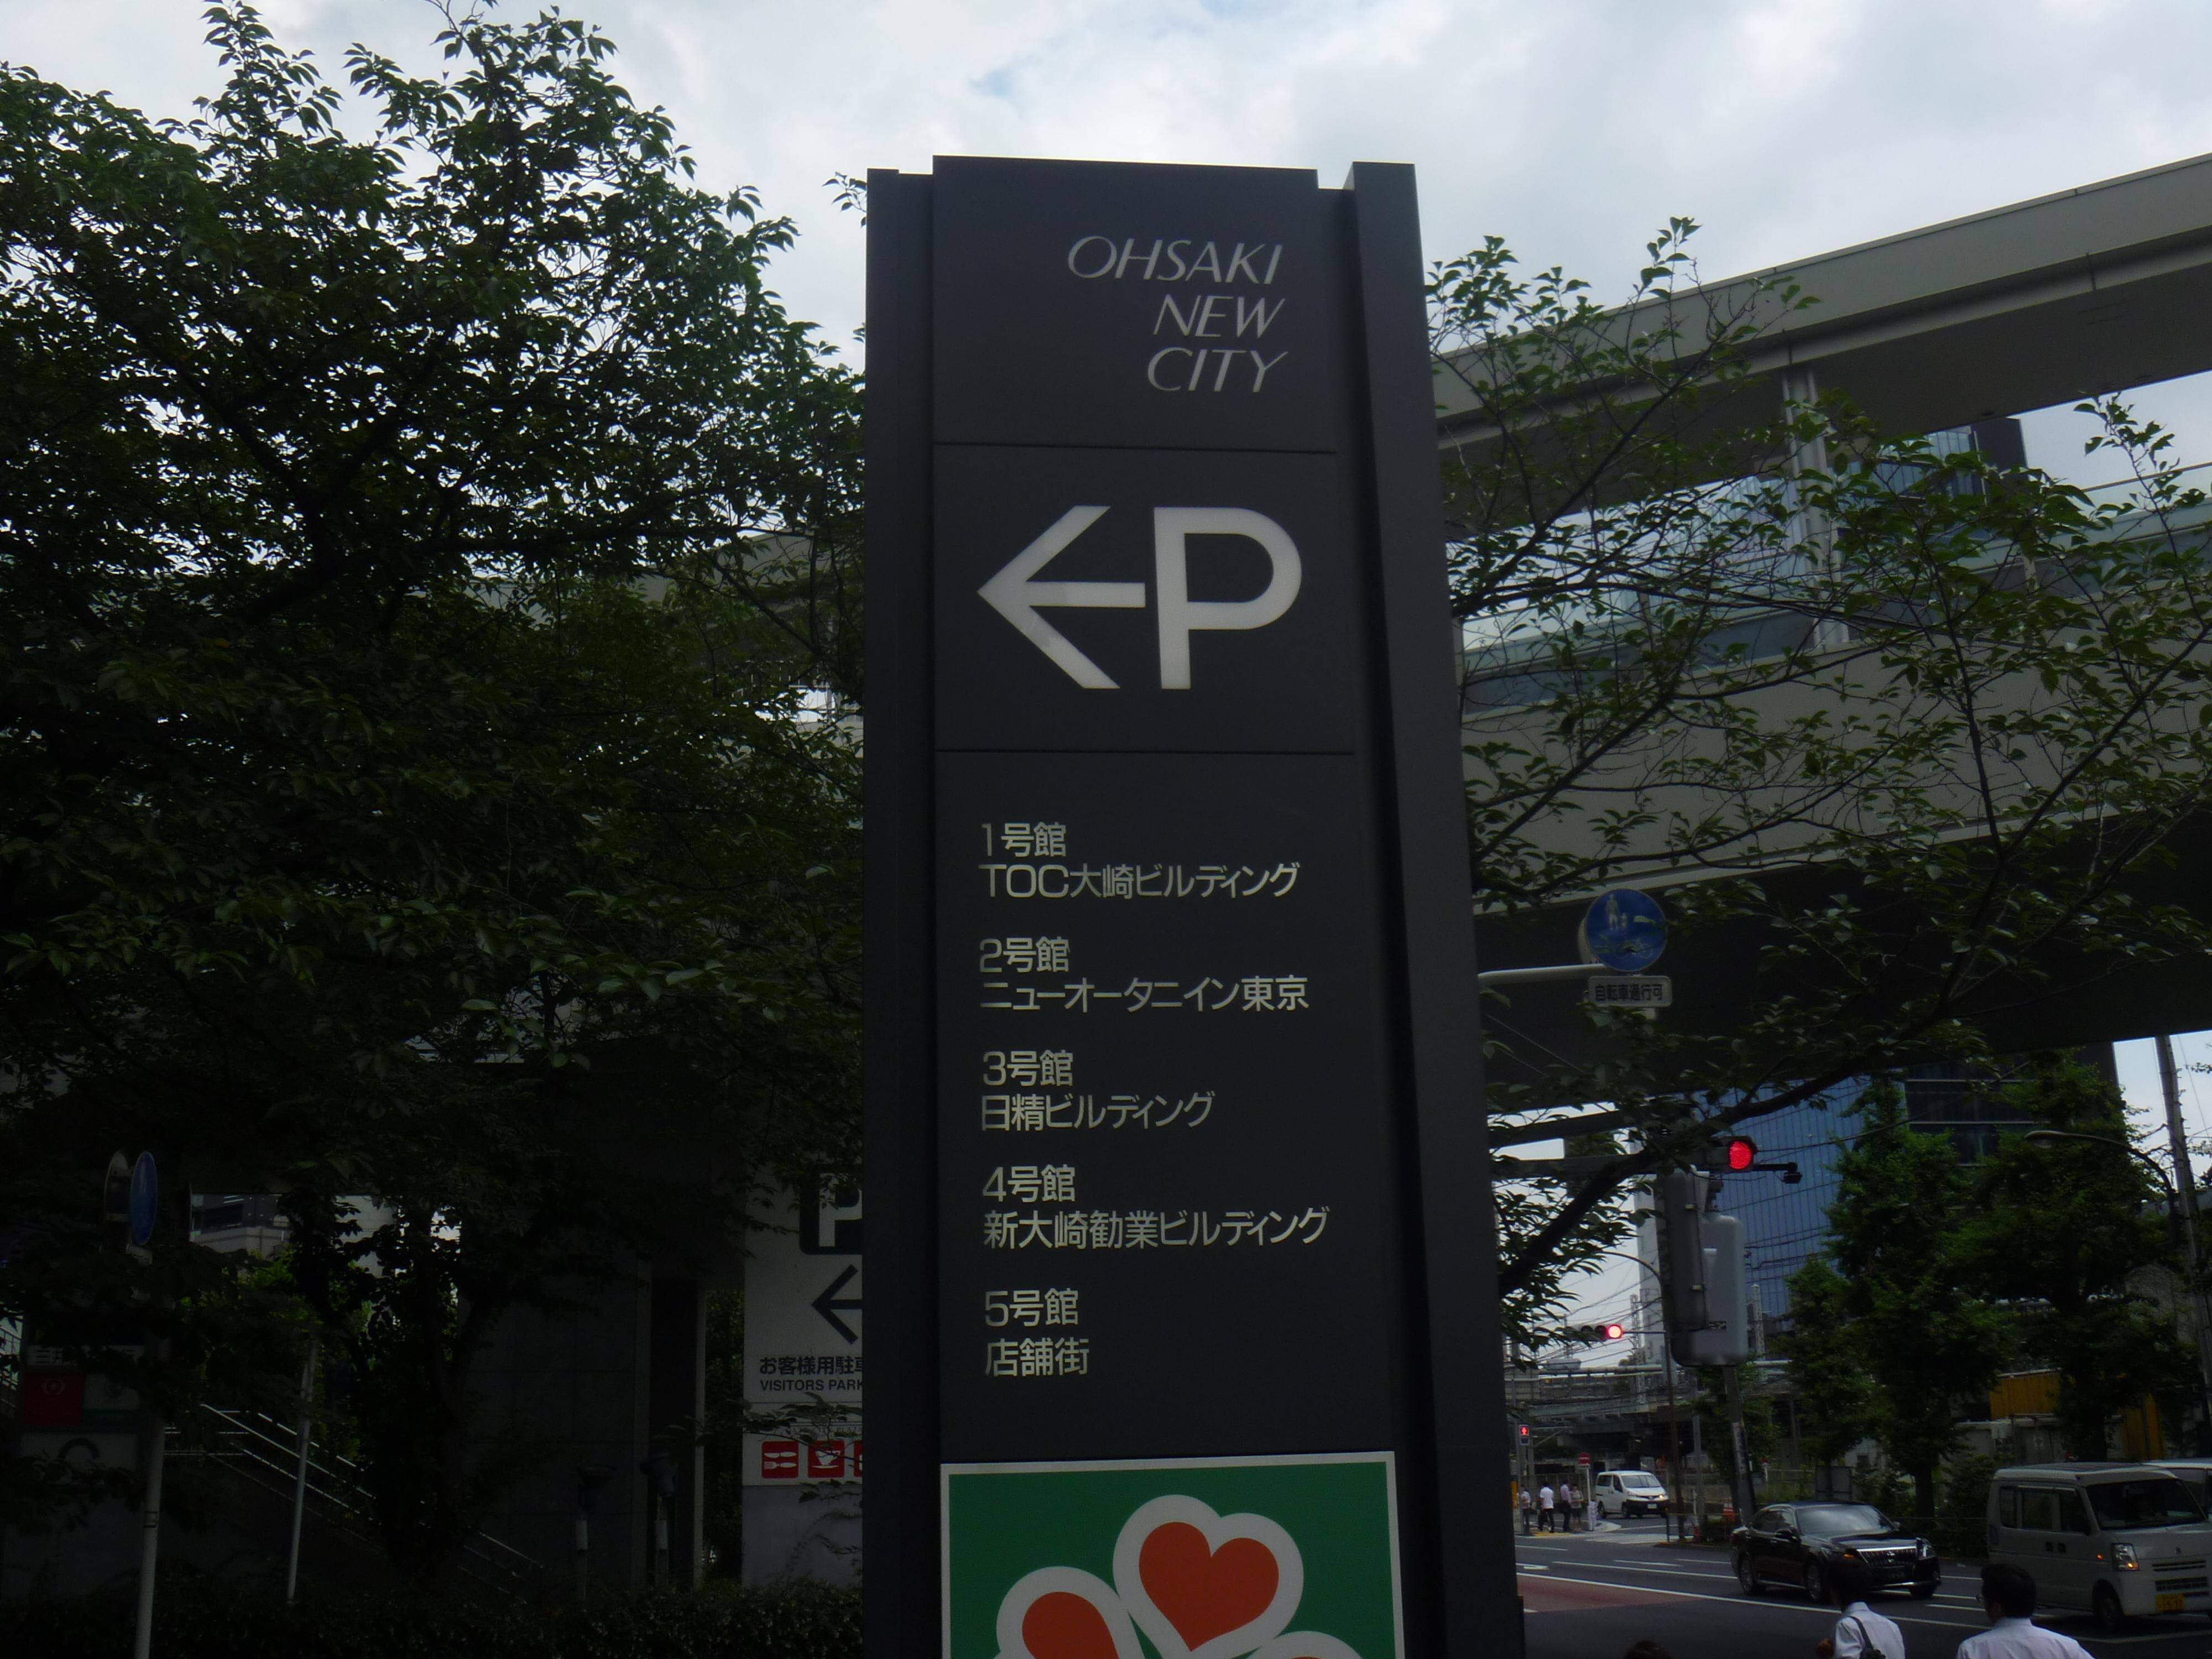 OHSAKI
NEW
CITY
P
1号館
TOC大崎ビルディング
2号館
ニューオータニイン東京
3号館
日精ビルディング
4号館
新大崎勧業ビルディング
5号館
店舗街
自転車通行可
P
お客様用駐車
VISITORS PARK